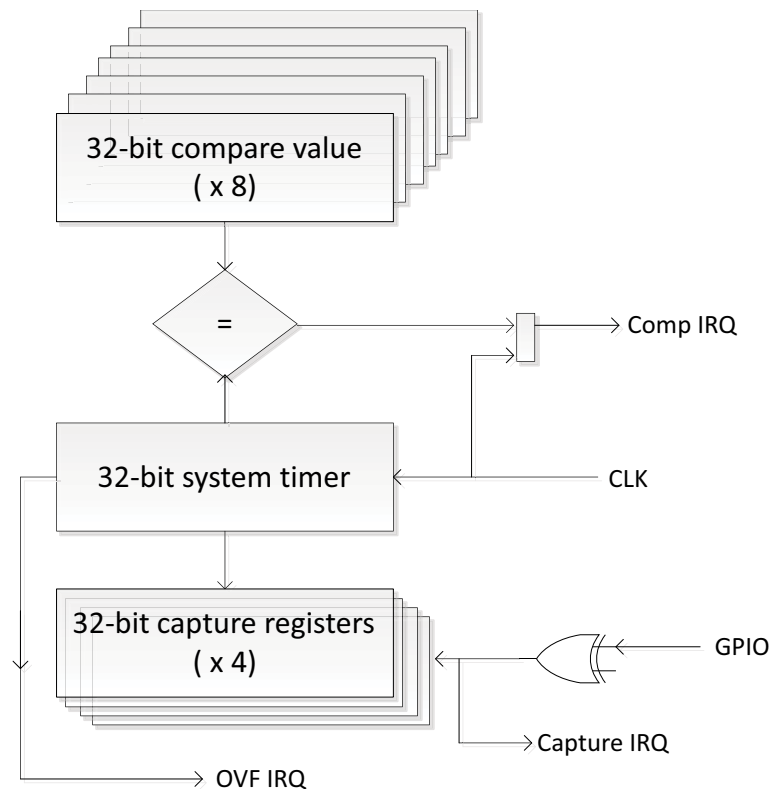 32-bit compare value
( x 8)
=
Comp IRQ
32-bit system timer
CLK
32-bit capture registers
( x 4)
GPIO
Capture IRQ
OVF IRQ